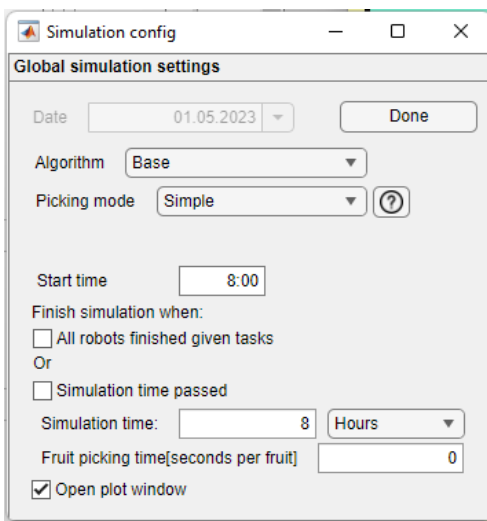 Simulation config
Global simulation settings
Date 01.05.2023 Done
Algorithm Base
Picking mode Simple ?
Start time 8:00
Finish simulation when:
All robots finished given tasks
Or
Simulation time passed
Simulation time: 8 Hours
Fruit picking time[seconds per fruit] 0
Open plot window